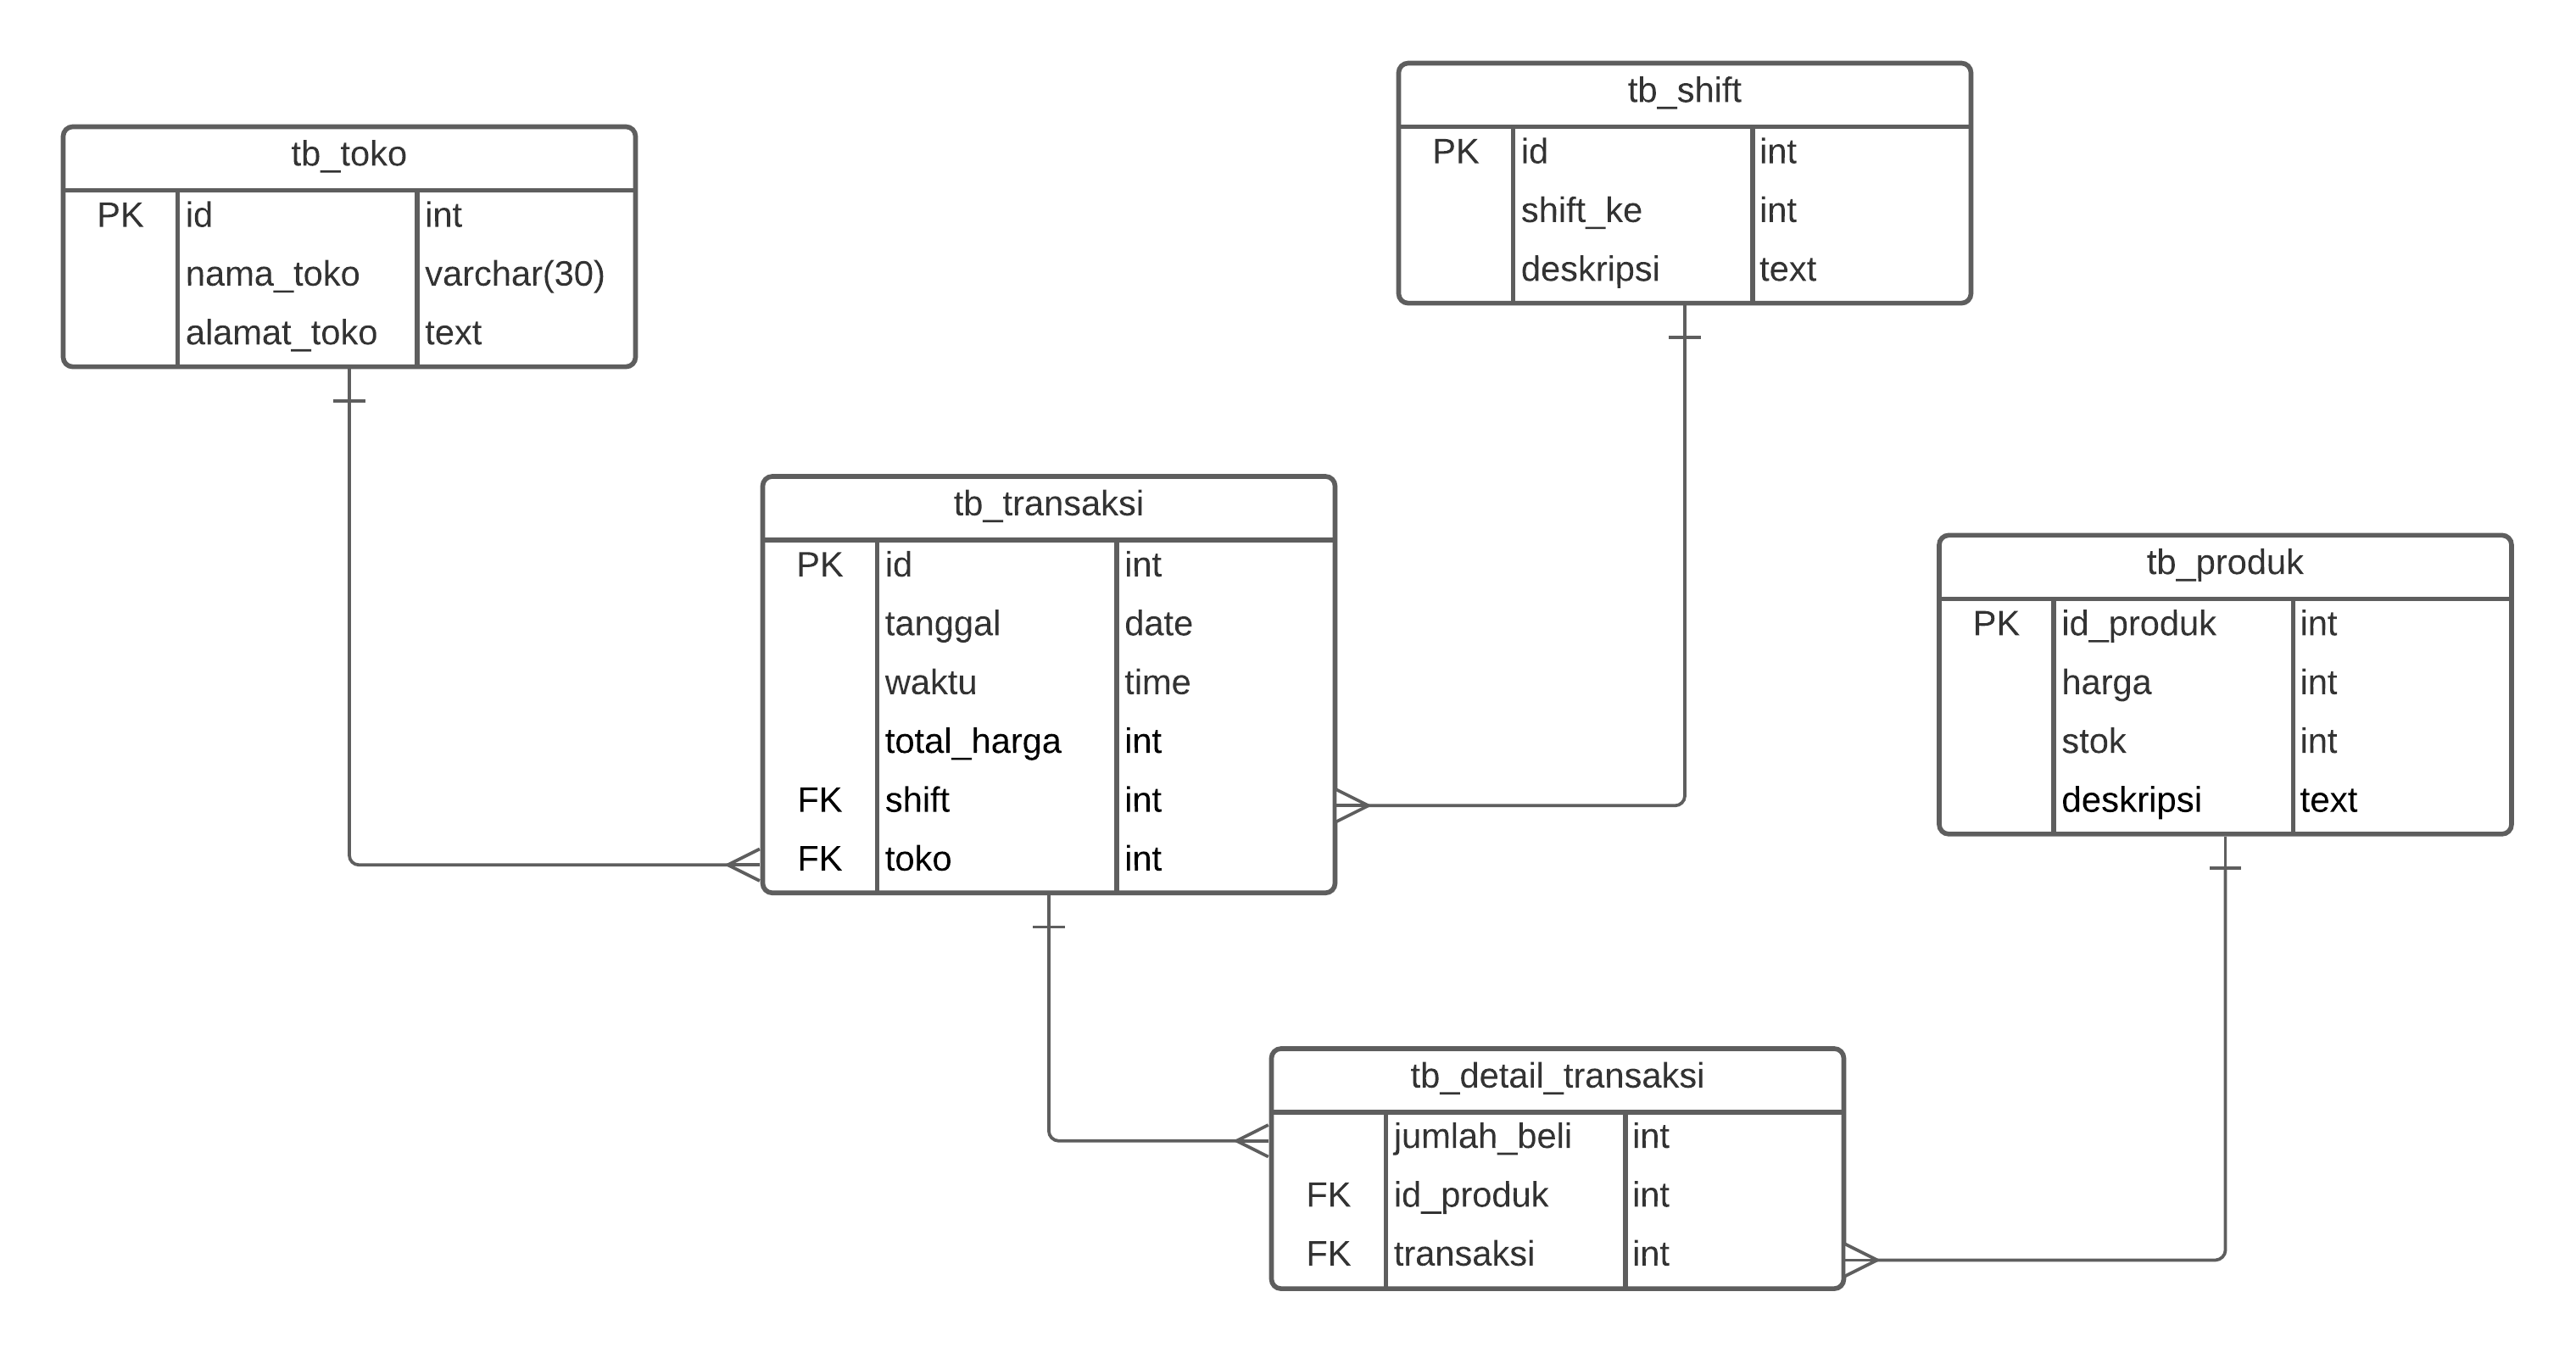 tb_toko
PK id int
nama_toko varchar(30)
alamat_toko text
tb_shift
PK id int
shift_ke int
deskripsi text
tb_transaksi
PK id int
tanggal date
waktu time
total_harga int
FK shift int
FK toko int
tb_produk
PK id_produk int
harga int
stok int
deskripsi text
tb_detail_transaksi
jumlah_beli int
FK id_produk int
FK transaksi int